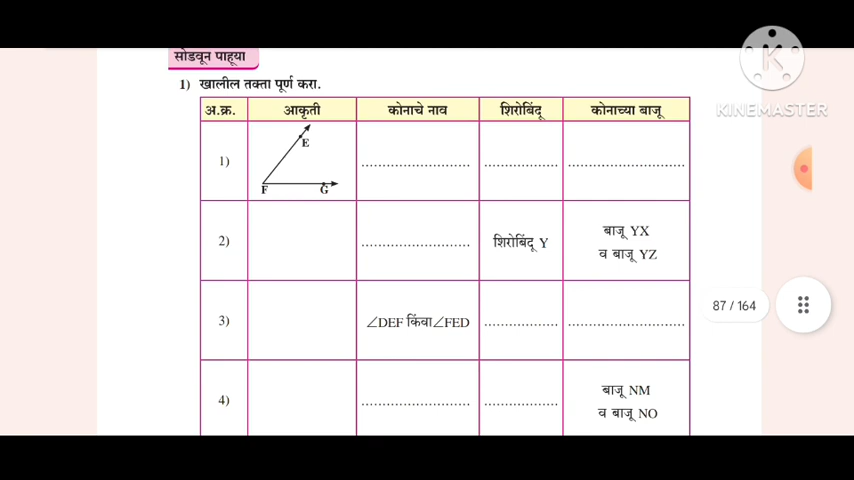 सोडवून पाहूया
1) खालील तक्ता पूर्ण करा.
अ.क्र. आकृती कोनाचे नाव शिरोबिंदू कोनाच्या बाजू
1) E F G .......................... .................. ............................
2) .......................... शिरोबिंदू Y बाजू YX
व बाजू YZ
3) ∠DEF किंवा ∠FED .................. ............................
4) .......................... .................. बाजू NM
व बाजू NO
K
KINEMASTER
87 / 164